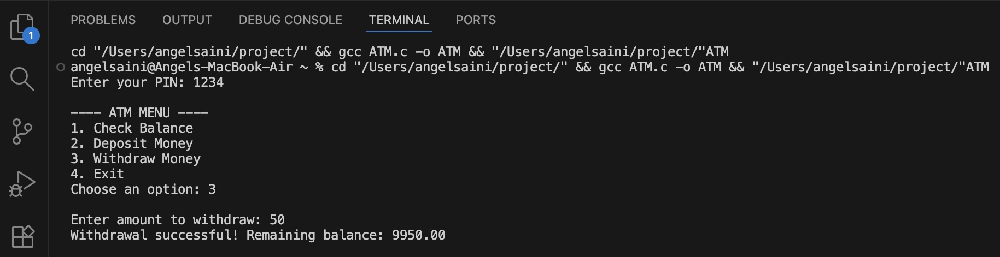 PROBLEMS OUTPUT DEBUG CONSOLE TERMINAL PORTS
1
cd "/Users/angelsaini/project/" && gcc ATM.c -o ATM && "/Users/angelsaini/project/"ATM
angelsaini@Angels-MacBook-Air ~ % cd "/Users/angelsaini/project/" && gcc ATM.c -o ATM && "/Users/angelsaini/project/"ATM
Enter your PIN: 1234
---- ATM MENU ----
1. Check Balance
2. Deposit Money
3. Withdraw Money
4. Exit
Choose an option: 3
Enter amount to withdraw: 50
Withdrawal successful! Remaining balance: 9950.00